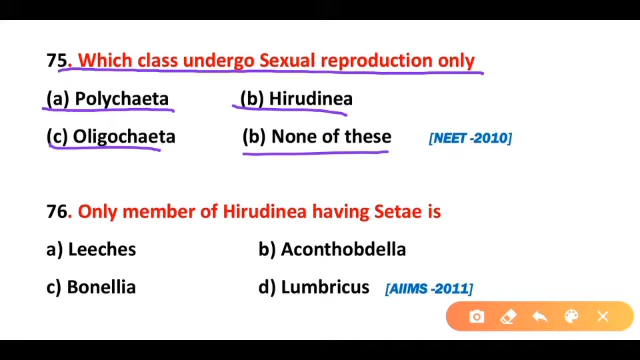 75. Which class undergo Sexual reproduction only
(a) Polychaeta (b) Hirudinea
(c) Oligochaeta (b) None of these [NEET -2010]
76. Only member of Hirudinea having Setae is
a) Leeches b) Aconthobdella
c) Bonellia d) Lumbricus [AIIMS -2011]